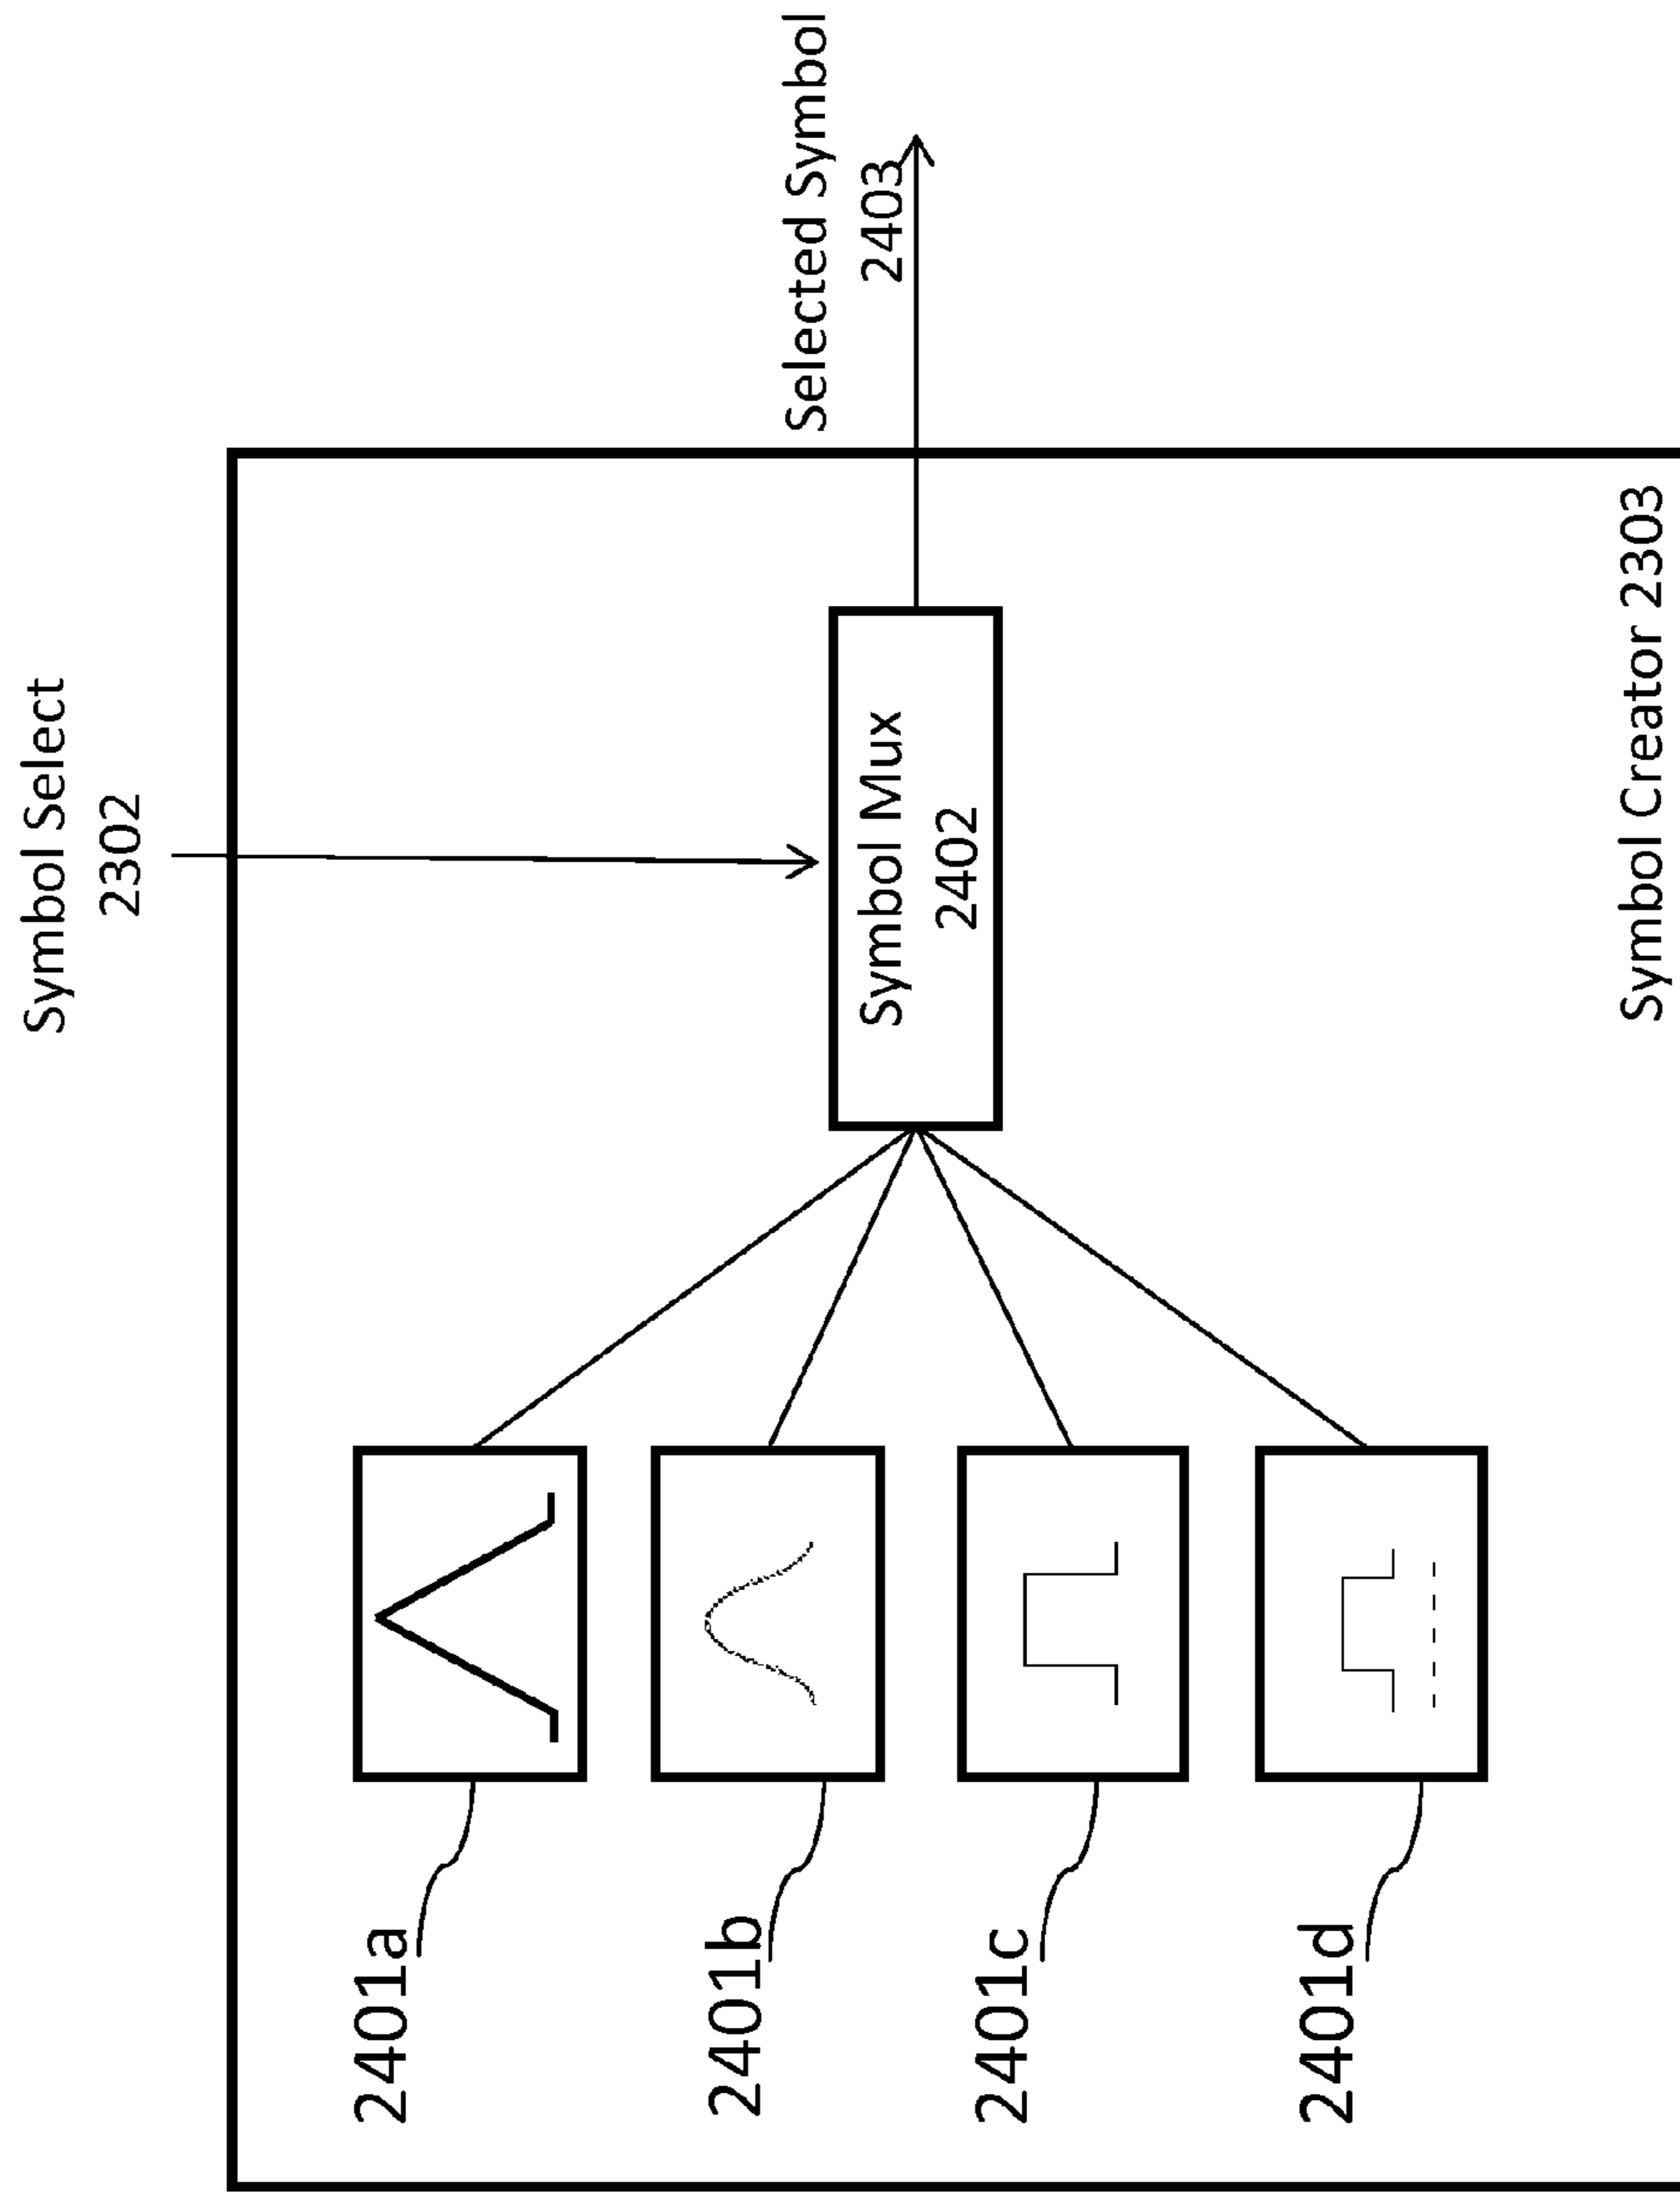 Symbol Select
2302
Selected Symbol
2403
2401a
2401b
2401c
2401d
Symbol Mux
2402
Symbol Creator 2303